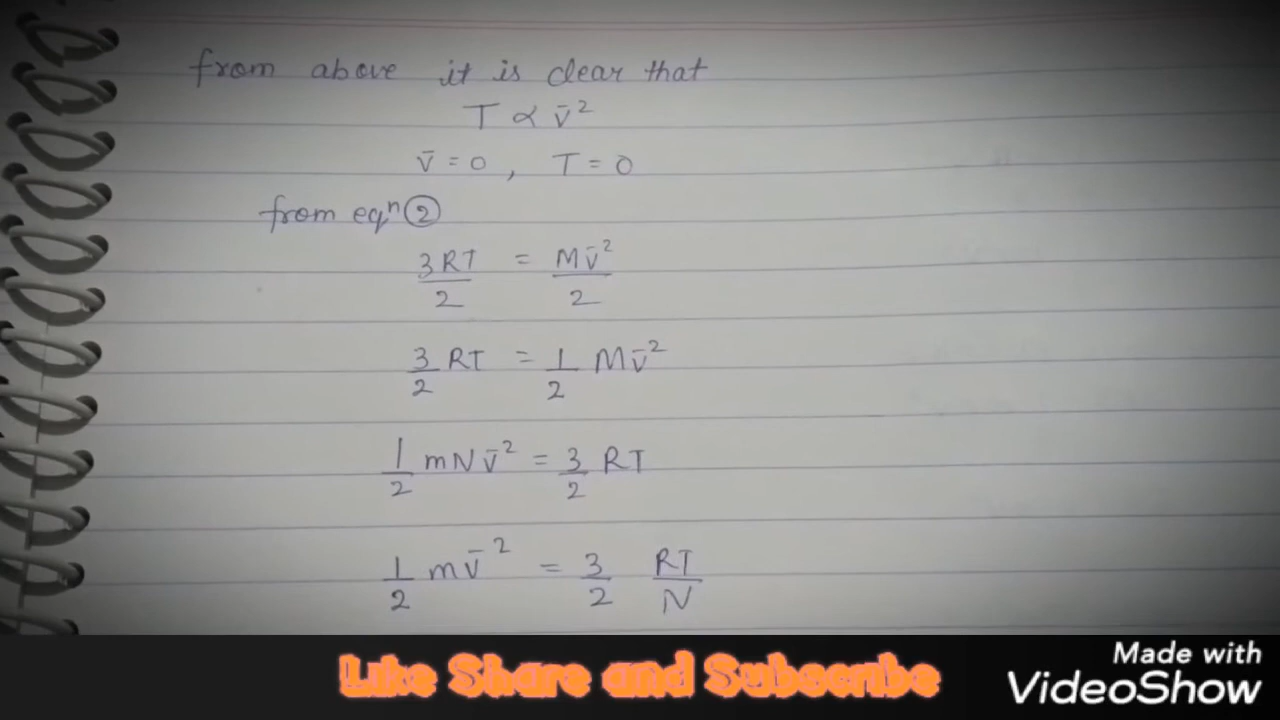 from above it is clear that
T ∝ v̄²
v̄ = 0 , T = 0
from eqⁿ ②
3RT/2 = Mv̄²/2
3/2 RT = 1/2 Mv̄²
1/2 mNv̄² = 3/2 RT
1/2 mv̄² = 3/2 RT/N
Like Share and Subscribe
Made with
VideoShow